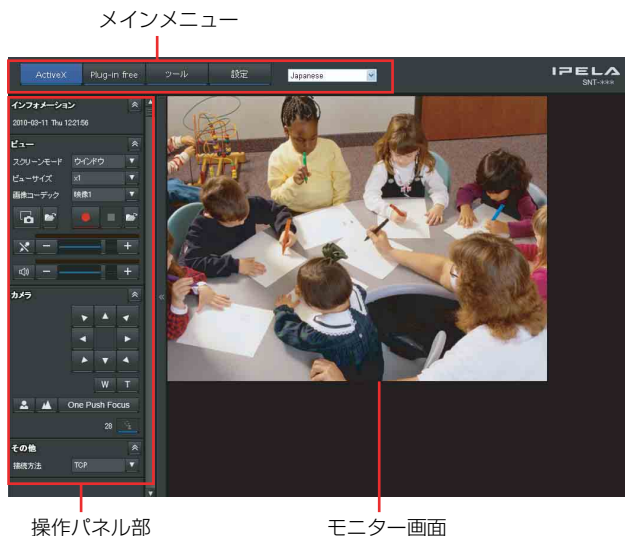 メインメニュー
ActiveX Plug-in free ツール 設定 Japanese
IPELA
SNT-***
インフォメーション
2010-03-11 Thu 12:21:56
ビュー
スクリーンモード ウインドウ
ビューサイズ x1
画像コーデック 映像1
カメラ
W T
One Push Focus
20
その他
接続方法 TCP
操作パネル部 モニター画面